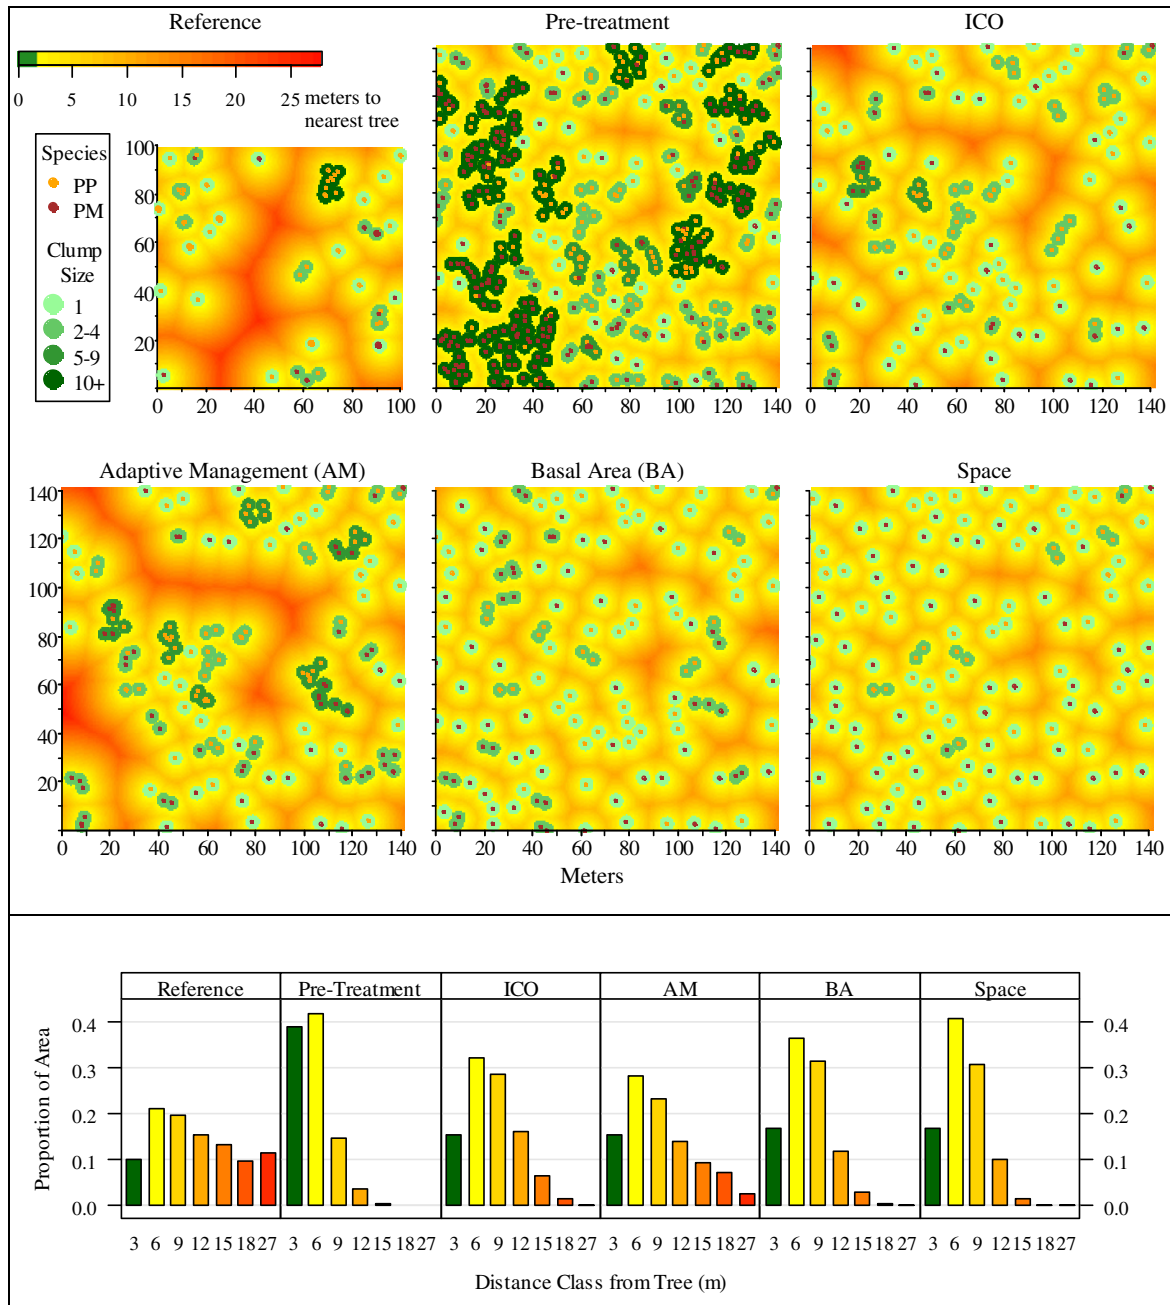 Reference
Pre-treatment
ICO
0 5 10 15 20 25 meters to
nearest tree
Species
PP
PM
Clump
Size
1
2-4
5-9
10+
100
80
60
40
20
0 20 40 60 80 100
0 20 40 60 80 100 120 140
0 20 40 60 80 100 120 140
Adaptive Management (AM)
Basal Area (BA)
Space
140
120
100
80
60
40
20
0 20 40 60 80 100 120 140
0 20 40 60 80 100 120 140
0 20 40 60 80 100 120 140
Meters
Reference
Pre-Treatment
ICO
AM
BA
Space
Proportion of Area
0.4
0.3
0.2
0.1
0.0
0.4
0.3
0.2
0.1
0.0
3 6 9 12 15 18 27
3 6 9 12 15 18 27
3 6 9 12 15 18 27
3 6 9 12 15 18 27
3 6 9 12 15 18 27
3 6 9 12 15 18 27
Distance Class from Tree (m)